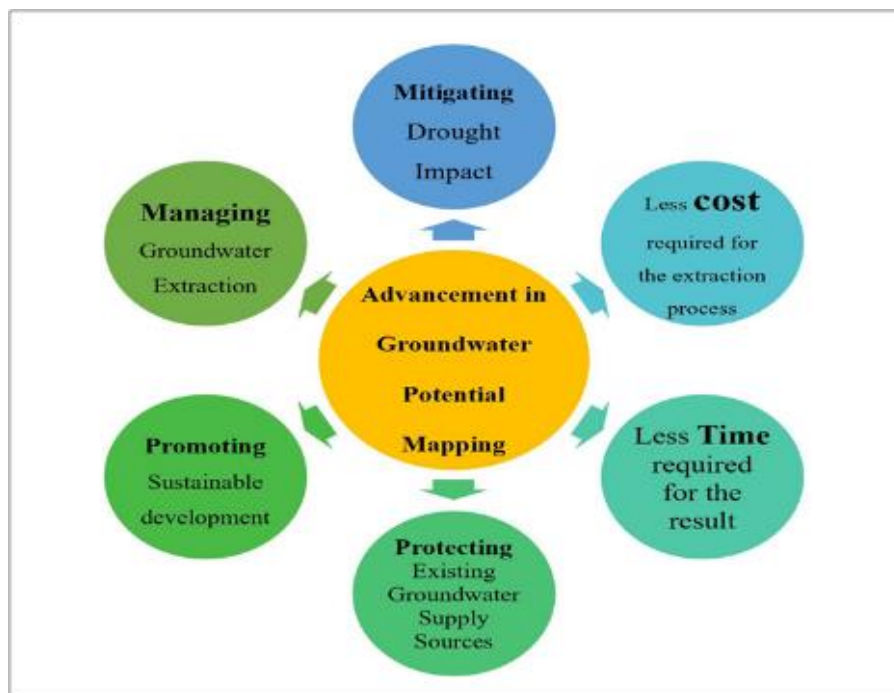 Mitigating
Drought
Impact
Less cost
required for
the extraction
process
Less Time
required
for the
result
Protecting
Existing
Groundwater
Supply
Sources
Promoting
Sustainable
development
Managing
Groundwater
Extraction
Advancement in
Groundwater
Potential
Mapping